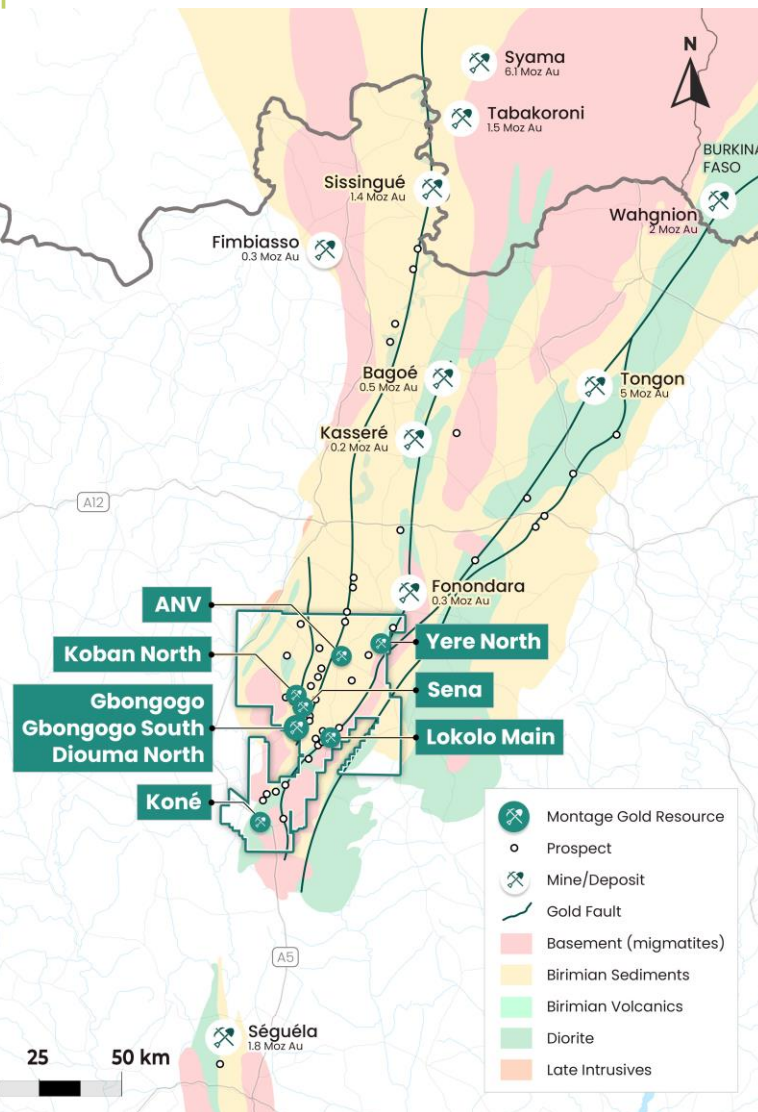 Syama
6.1 Moz Au
N
Tabakoroni
1.5 Moz Au
BURKINA
FASO
Sissingué
1.4 Moz Au
Wahgnion
2 Moz Au
Fimbiasso
0.3 Moz Au
Bagoé
0.5 Moz Au
Tongon
5 Moz Au
Kasseré
0.2 Moz Au
A12
Fonondara
0.3 Moz Au
ANV
Yere North
Koban North
Sena
Gbongogo
Gbongogo South
Diouma North
Lokolo Main
Koné
Montage Gold Resource
Prospect
Mine/Deposit
Gold Fault
Basement (migmatites)
Birimian Sediments
Birimian Volcanics
Diorite
Late Intrusives
A5
Séguéla
1.8 Moz Au
25
50 km